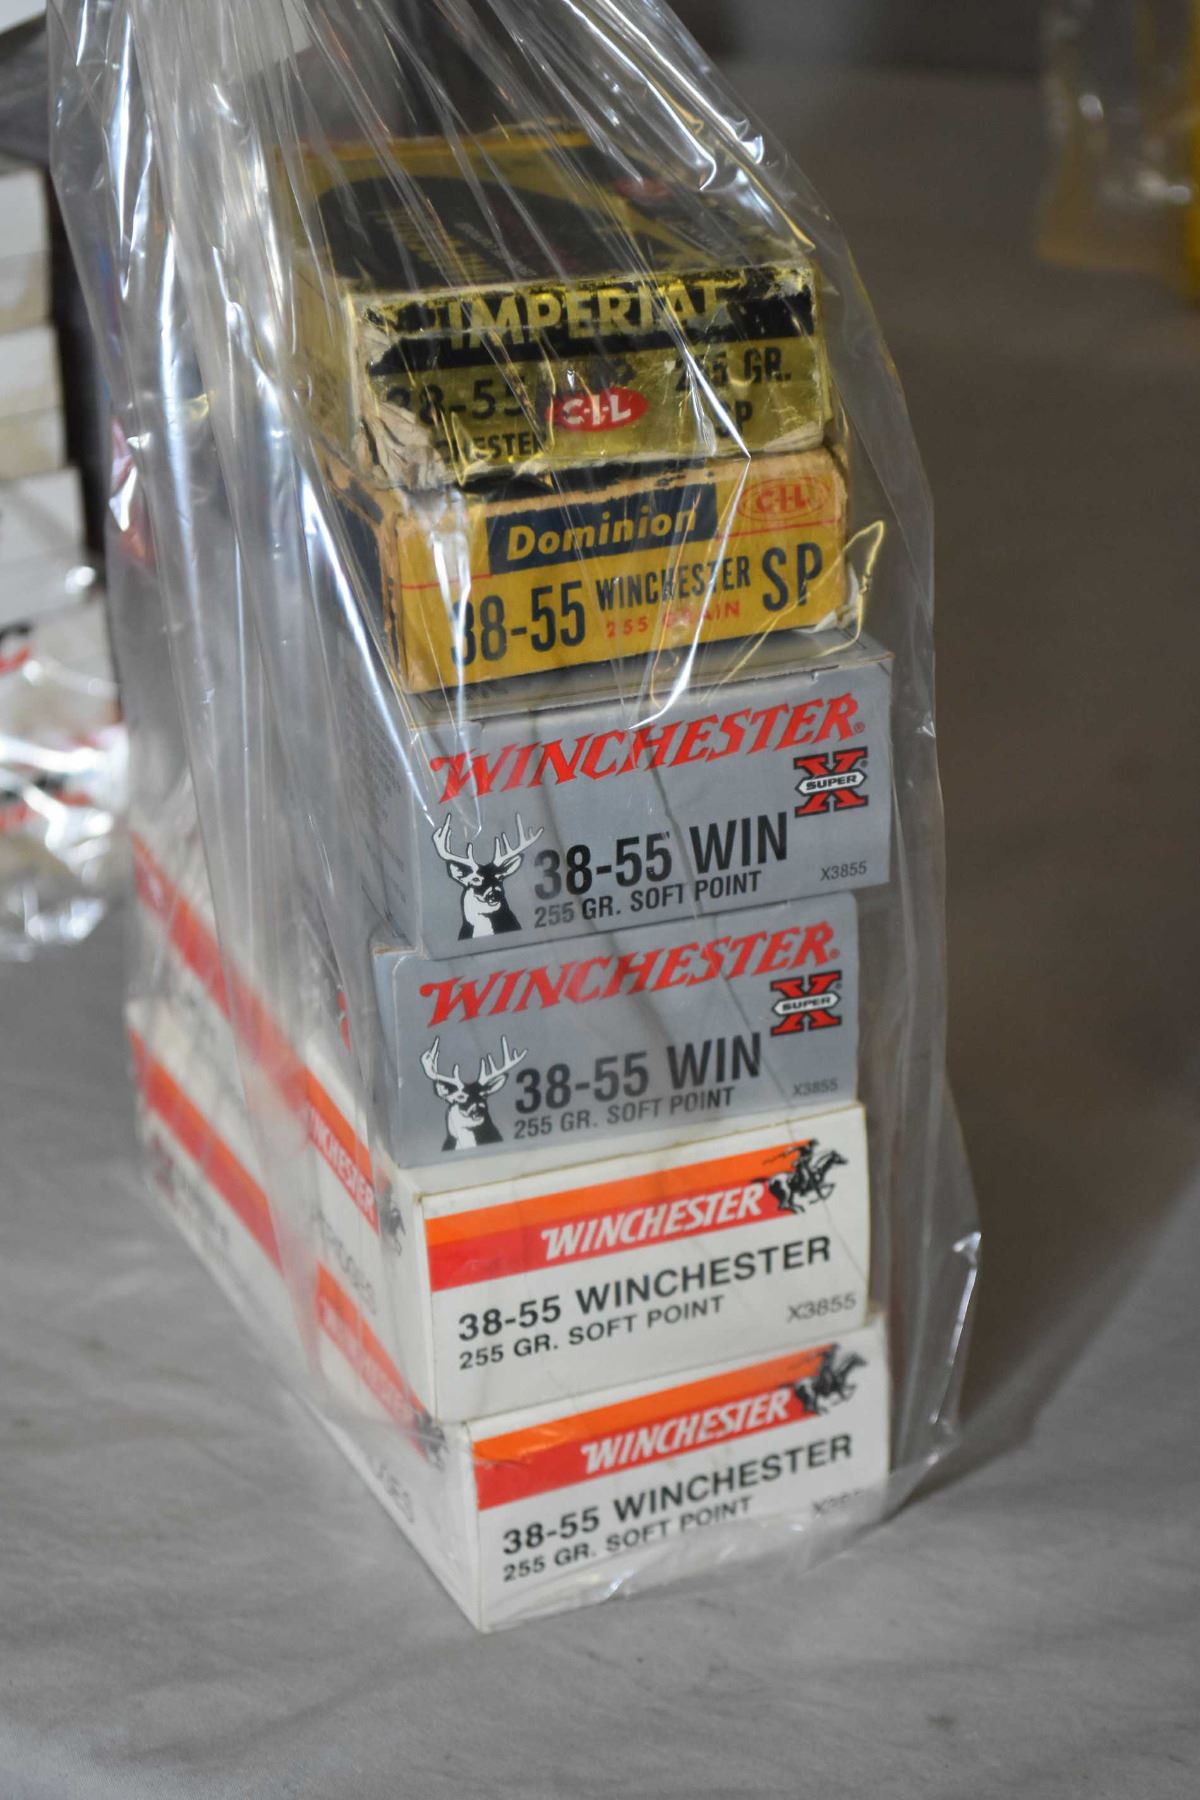 IMPERIAL
38-55
255 GR.
C-I-L
SP
Dominion
C-I-L
38-55 WINCHESTER SP
255 GRAIN
WINCHESTER®
SUPER X®
38-55 WIN
255 GR. SOFT POINT
X3855
WINCHESTER®
SUPER X®
38-55 WIN
255 GR. SOFT POINT
X3855
WINCHESTER
WINCHESTER
38-55 WINCHESTER
255 GR. SOFT POINT
X3855
WINCHESTER
38-55 WINCHESTER
255 GR. SOFT POINT